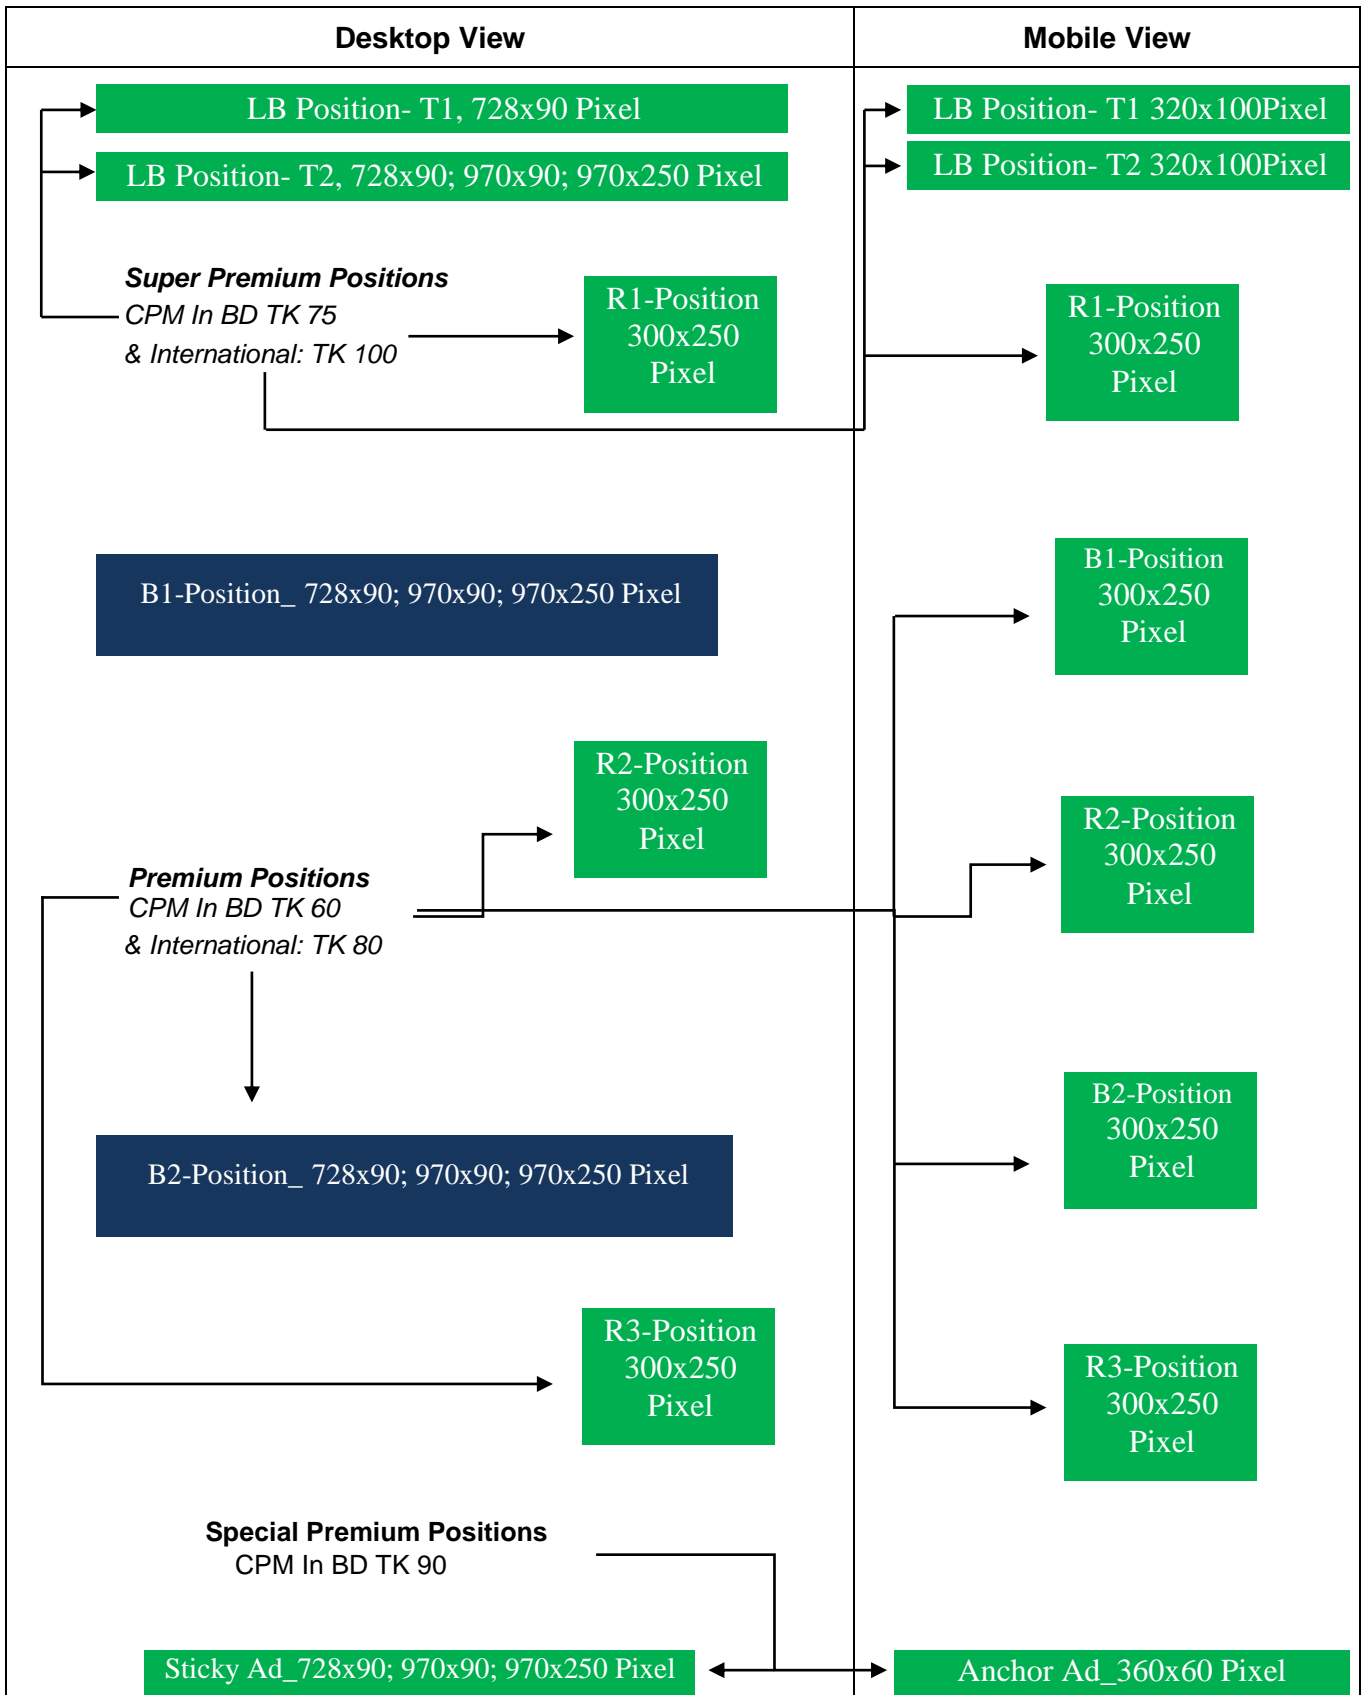 Desktop View
Mobile View
LB Position- T1, 728x90 Pixel
LB Position- T1 320x100Pixel
LB Position- T2, 728x90; 970x90; 970x250 Pixel
LB Position- T2 320x100Pixel
Super Premium Positions
CPM In BD TK 75
& International: TK 100
R1-Position
300x250
Pixel
R1-Position
300x250
Pixel
B1-Position_ 728x90; 970x90; 970x250 Pixel
B1-Position
300x250
Pixel
R2-Position
300x250
Pixel
R2-Position
300x250
Pixel
Premium Positions
CPM In BD TK 60
& International: TK 80
B2-Position_ 728x90; 970x90; 970x250 Pixel
B2-Position
300x250
Pixel
R3-Position
300x250
Pixel
R3-Position
300x250
Pixel
Special Premium Positions
CPM In BD TK 90
Sticky Ad_728x90; 970x90; 970x250 Pixel
Anchor Ad_360x60 Pixel